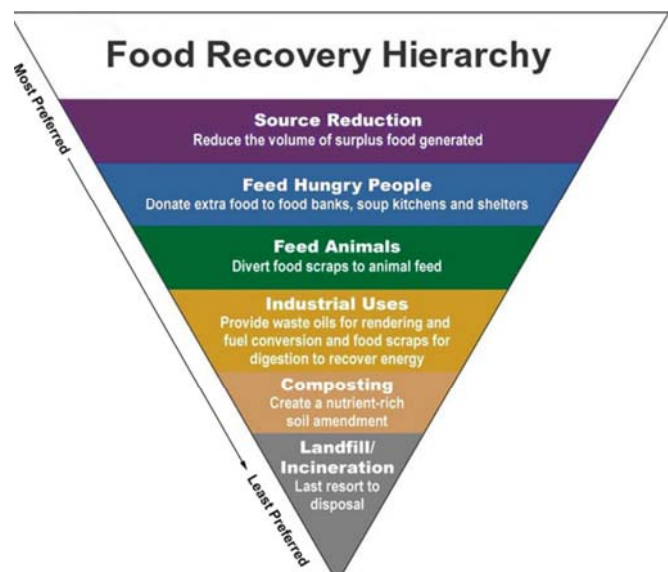 Food Recovery Hierarchy
Most Preferred
Source Reduction
Reduce the volume of surplus food generated
Feed Hungry People
Donate extra food to food banks, soup kitchens and shelters
Feed Animals
Divert food scraps to animal feed
Industrial Uses
Provide waste oils for rendering and
fuel conversion and food scraps for
digestion to recover energy
Composting
Create a nutrient-rich
soil amendment
Landfill/
Incineration
Last resort to
disposal
Least Preferred